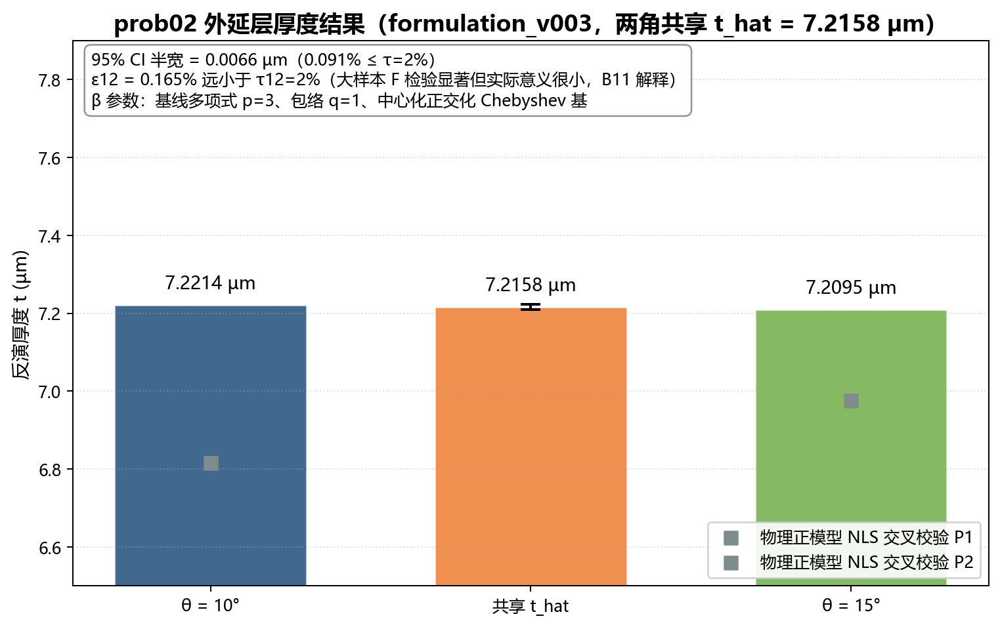 prob02 外延层厚度结果（formulation_v003，两角共享 t_hat = 7.2158 µm）
95% CI 半宽 = 0.0066 µm（0.091% ≤ τ=2%）
ε12 = 0.165% 远小于 τ12=2%（大样本 F 检验显著但实际意义很小，B11 解释）
β 参数：基线多项式 p=3、包络 q=1、中心化正交化 Chebyshev 基
反演厚度 t (µm)
7.8
7.6
7.4
7.2
7.0
6.8
6.6
7.2214 µm
7.2158 µm
7.2095 µm
物理正模型 NLS 交叉校验 P1
物理正模型 NLS 交叉校验 P2
θ = 10°
共享 t_hat
θ = 15°